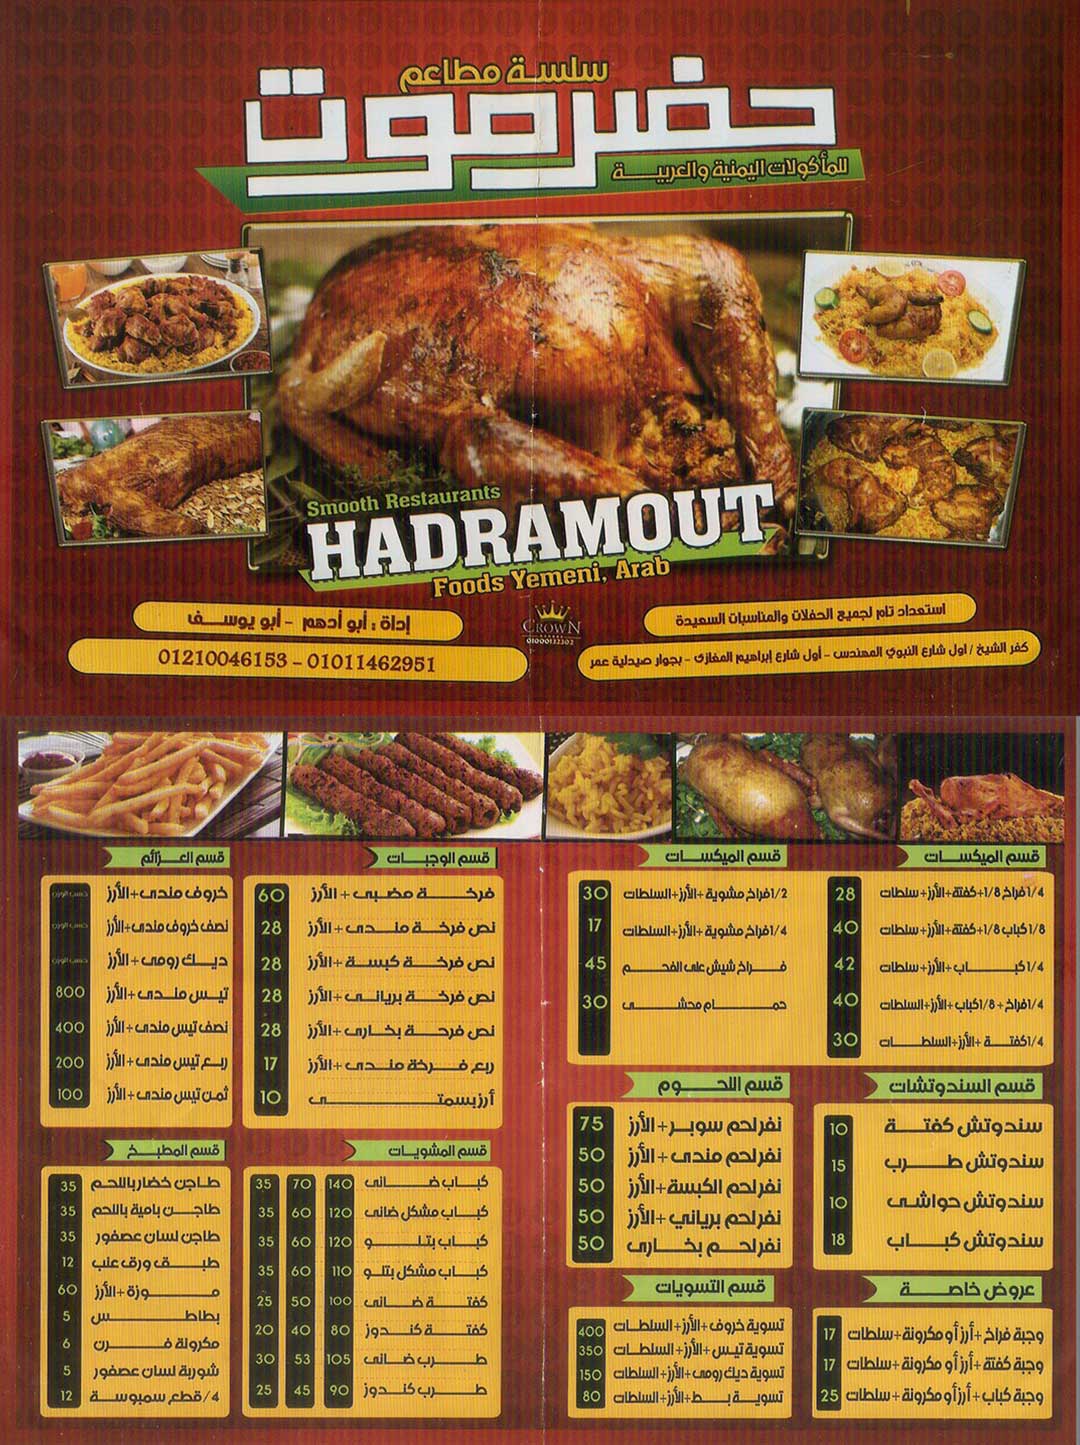 سلسة مطاعم
حضرموت
للمأكولات اليمنية والعربية
Smooth Restaurants
HADRAMOUT
Foods Yemeni, Arab
إداة : أبو أدهم - أبو يوسف
01210046153 - 01011462951
CROWN
01000132302
استعداد تام لجميع الحفلات والمناسبات السعيدة
كفر الشيخ / اول شارع النبوي المهندس - أول شارع إبراهيم المغازى - بجوار صيدلية عمر
قسم الميكسات
1/4 فراخ + 1/8 كفتة + الأرز + سلطات 28
1/8 كباب + 1/8 كفتة + الأرز + سلطات 40
1/4 كباب + الأرز + سلطات 42
1/4 فراخ + 1/8 كباب + الأرز + السلطات 40
1/4 كفتة + الأرز + السلطات 30
قسم الميكسات
1/2 فراخ مشوية + الأرز + السلطات 30
1/4 فراخ مشوية + الأرز + السلطات 17
فراخ شيش على الفحم 45
حمام محشى 30
قسم السندوتشات
سندوتش كفتة 10
سندوتش طرب 15
سندوتش حواشى 10
سندوتش كباب 18
قسم اللحوم
نفر لحم سوبر + الأرز 75
نفر لحم مندى + الأرز 50
نفر لحم الكبسة + الأرز 50
نفر لحم برياني + الأرز 50
نفر لحم بخارى 50
عروض خاصة
وجبة فراخ + أرز أو مكرونة + سلطات 17
وجبة كفتة + أرز أو مكرونة + سلطات 17
وجبة كباب + أرز أو مكرونة + سلطات 25
قسم التسويات
تسوية خروف + الأرز + السلطات 400
تسوية تيس + الأرز + السلطات 350
تسوية ديك رومى + الأرز + السلطات 150
تسوية بط + الأرز + السلطات 80
قسم الوجبات
فرخة مضبى + الأرز 60
نص فرخة مندى + الأرز 28
نص فرخة كبسة + الأرز 28
نص فرخة برياني + الأرز 28
نص فرحة بخارى + الأرز 28
ربع فرخة مندى + الأرز 17
أرز بسمتى 10
قسم العزائم
خروف مندى + الأرز حسب الوزن
نصف خروف مندى + الأرز حسب الوزن
ديك رومى + الأرز حسب الوزن
تيس مندى + الأرز 800
نصف تيس مندى + الأرز 400
ربع تيس مندى + الأرز 200
ثمن تيس مندى + الأرز 100
قسم المشويات
كباب ضانى 140 70 35
كباب مشكل ضانى 120 60 35
كباب بتلو 120 60 35
كباب مشكل بتلو 110 60 35
كفتة ضانى 100 50 25
كفتة كندوز 80 40 20
طرب ضانى 105 53 30
طرب كندوز 90 45 25
قسم المطبخ
طاجن خضار باللحم 35
طاجن بامية باللحم 35
طاجن لسان عصفور 35
طبق ورق علب 12
موزة + الأرز 60
بطاطس 5
مكرونة فرن 6
شوربة لسان عصفور 5
4/ قطع سمبوسة 12